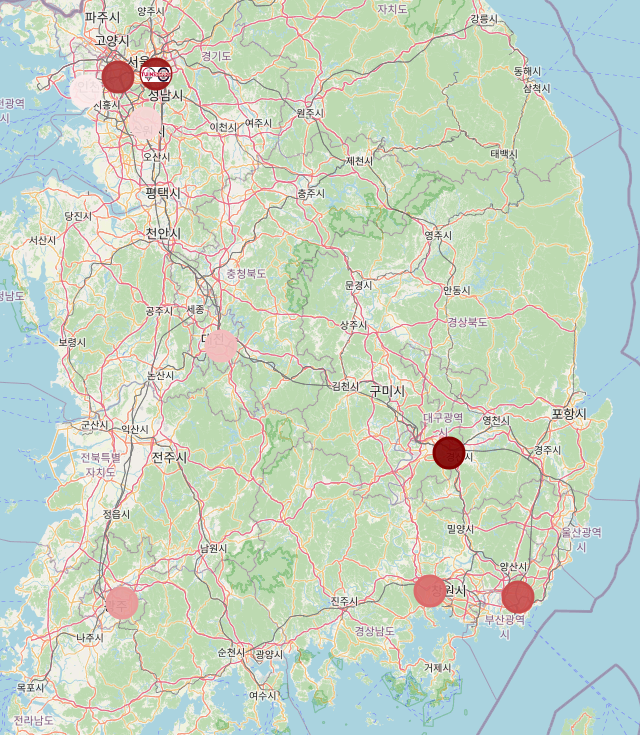 파주시
양주시
자치도
강릉시
고양시
경기도
동해시
삼척시
성남시
시흥시
이천시
여주시
원주시
오산시
제천시
태백시
평택시
충주시
당진시
천안시
서산시
영주시
충청북도
문경시
안동시
공주시
세종
상주시
경상북도
보령시
논산시
김천시
구미시
군산시
익산시
대구광역
시
영천시
포항시
전북특별
자치도
전주시
경주시
정읍시
밀양시
울산광역
시
남원시
양산시
진주시
부산광역
시
나주시
순천시
광양시
경상남도
거제시
목포시
여수시
전라남도